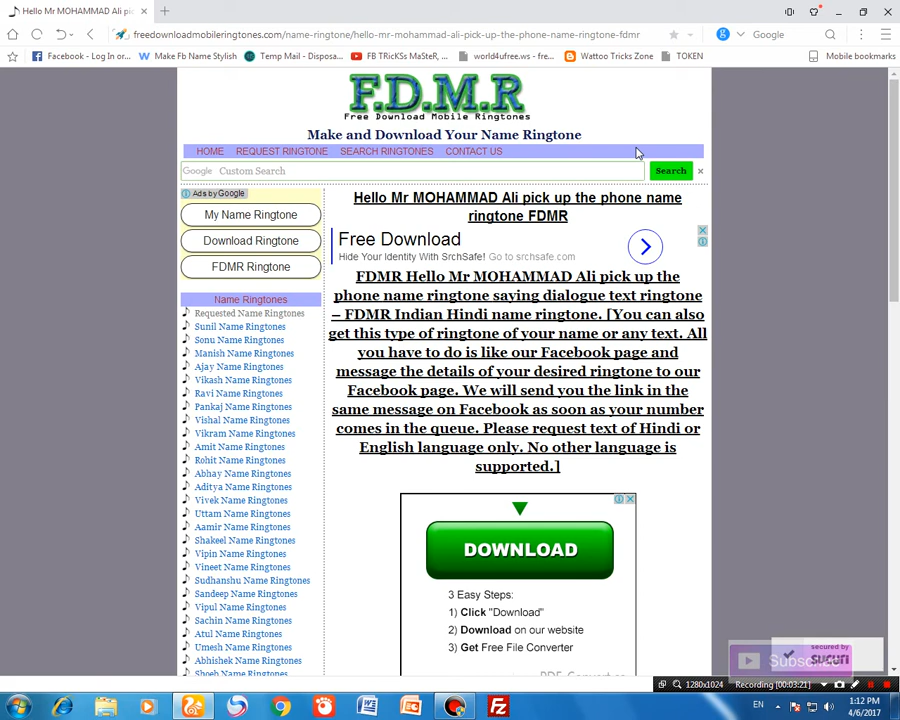 Hello Mr MOHAMMAD Ali pi
freedownloadmobileringtones.com/name-ringtone/hello-mr-mohammad-ali-pick-up-the-phone-name-ringtone-fdmr
Google
Facebook - Log In o
Make Fb Name Stylish
Temp Mail - Disposa...
FB TRiCKSs MaSteR,
world4ufree.ws - fre...
Wattoo Tricks Zone
TOKEN
Mobile bookmarks
F.D.M.R
Free Download Mobile Ringtones
Make and Download Your Name Ringtone
HOME REQUEST RINGTONE SEARCH RINGTONES CONTACT US
Google Custom Search
Search
Ads by Google
My Name Ringtone
Download Ringtone
FDMR Ringtone
Name Ringtones
Requested Name Ringtones
Sunil Name Ringtones
Sonu Name Ringtones
Manish Name Ringtones
Ajay Name Ringtones
Vikash Name Ringtones
Ravi Name Ringtones
Pankaj Name Ringtones
Vishal Name Ringtones
Vikram Name Ringtones
Amit Name Ringtones
Rohit Name Ringtones
Abhay Name Ringtones
Aditya Name Ringtones
Vivek Name Ringtones
Uttam Name Ringtones
Aamir Name Ringtones
Shakeel Name Ringtones
Vipin Name Ringtones
Vineet Name Ringtones
Sudhanshu Name Ringtones
Sandeep Name Ringtones
Vipul Name Ringtones
Sachin Name Ringtones
Atul Name Ringtones
Umesh Name Ringtones
Abhishek Name Ringtones
Shoeb Name Ringtones
Hello Mr MOHAMMAD Ali pick up the phone name
ringtone FDMR
Free Download
Hide Your Identity With SrchSafe! Go to srchsafe.com
FDMR Hello Mr MOHAMMAD Ali pick up the
phone name ringtone saying dialogue text ringtone
– FDMR Indian Hindi name ringtone. [You can also
get this type of ringtone of your name or any text. All
you have to do is like our Facebook page and
message the details of your desired ringtone to our
Facebook page. We will send you the link in the
same message on Facebook as soon as your number
comes in the queue. Please request text of Hindi or
English language only. No other language is
supported.]
DOWNLOAD
3 Easy Steps:
1) Click "Download"
2) Download on our website
3) Get Free File Converter
Subscribe
secured by
sucuri
1280x1024 Recording [00:03:21]
EN
1:12 PM
4/6/2017